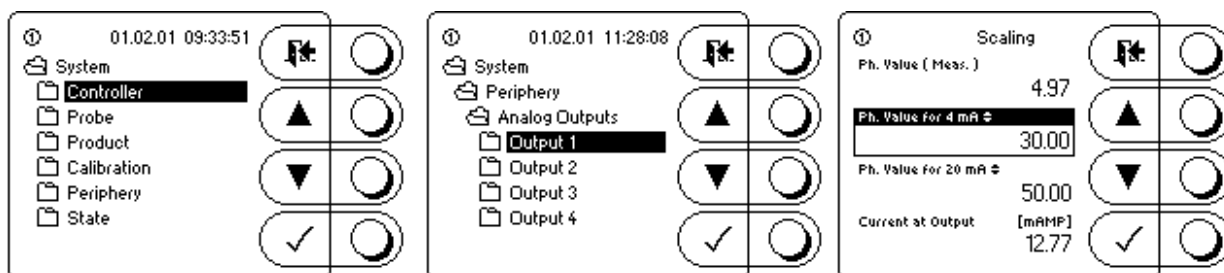 ① 01.02.01 09:33:51
System
Controller
Probe
Product
Calibration
Periphery
State
① 01.02.01 11:28:08
System
Periphery
Analog Outputs
Output 1
Output 2
Output 3
Output 4
① Scaling
Ph. Value ( Meas. )
4.97
Ph. Value for 4 mA
30.00
Ph. Value for 20 mA
50.00
Current at Output [mAMP]
12.77